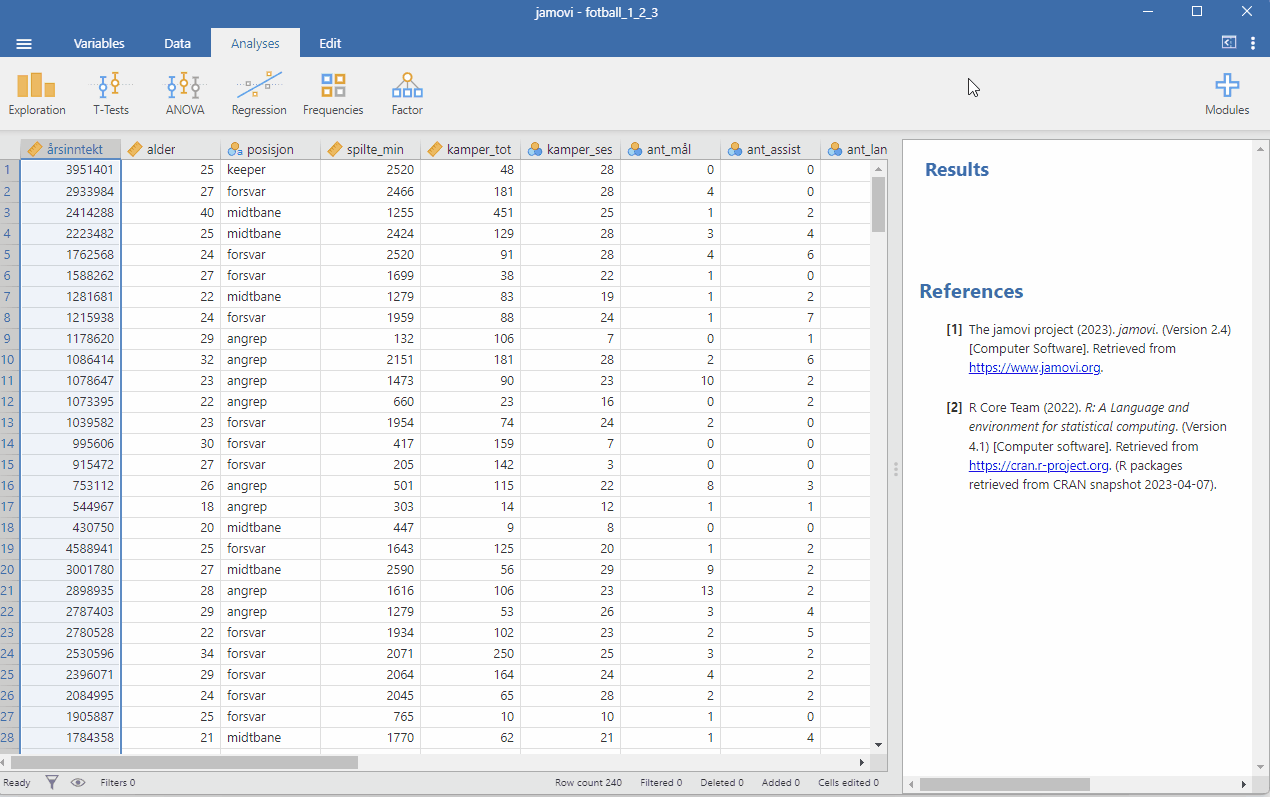 jamovi - fotball_1_2_3
Variables Data Analyses Edit
Exploration T-Tests ANOVA Regression Frequencies Factor Modules
årsinntekt alder posisjon spilte_min kamper_tot kamper_ses ant_mål ant_assist ant_lan
1 3951401 25 keeper 2520 48 28 0 0
2 2933984 27 forsvar 2466 181 28 4 0
3 2414288 40 midtbane 1255 451 25 1 2
4 2223482 25 midtbane 2424 129 28 3 4
5 1762568 24 forsvar 2520 91 28 4 6
6 1588262 27 forsvar 1699 38 22 1 0
7 1281681 22 midtbane 1279 83 19 1 2
8 1215938 24 forsvar 1959 88 24 1 7
9 1178620 29 angrep 132 106 7 0 1
10 1086414 32 angrep 2151 181 28 2 6
11 1078647 23 angrep 1473 90 23 10 2
12 1073395 22 angrep 660 23 16 0 2
13 1039582 23 forsvar 1954 74 24 2 0
14 995606 30 forsvar 417 159 7 0 0
15 915472 27 forsvar 205 142 3 0 0
16 753112 26 angrep 501 115 22 8 3
17 544967 18 angrep 303 14 12 1 1
18 430750 20 midtbane 447 9 8 0 0
19 4588941 25 forsvar 1643 125 20 1 2
20 3001780 27 midtbane 2590 56 29 9 2
21 2898935 28 angrep 1616 106 23 13 2
22 2787403 29 angrep 1279 53 26 3 4
23 2780528 22 forsvar 1934 102 23 2 5
24 2530596 34 forsvar 2071 250 25 3 2
25 2396071 29 forsvar 2064 164 24 4 2
26 2084995 24 forsvar 2045 65 28 2 2
27 1905887 25 forsvar 765 10 10 1 0
28 1784358 21 midtbane 1770 62 21 1 4
Ready Filters 0 Row count 240 Filtered 0 Deleted 0 Added 0 Cells edited 0
Results
References
[1] The jamovi project (2023). jamovi. (Version 2.4)
[Computer Software]. Retrieved from
https://www.jamovi.org.
[2] R Core Team (2022). R: A Language and
environment for statistical computing. (Version
4.1) [Computer software]. Retrieved from
https://cran.r-project.org. (R packages
retrieved from CRAN snapshot 2023-04-07).